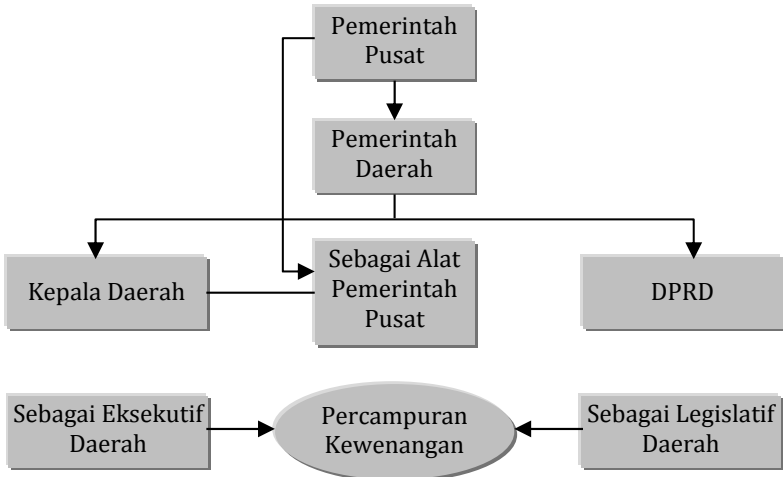 Pemerintah
Pusat
Pemerintah
Daerah
Kepala Daerah
Sebagai Alat
Pemerintah
Pusat
DPRD
Sebagai Eksekutif
Daerah
Percampuran
Kewenangan
Sebagai Legislatif
Daerah